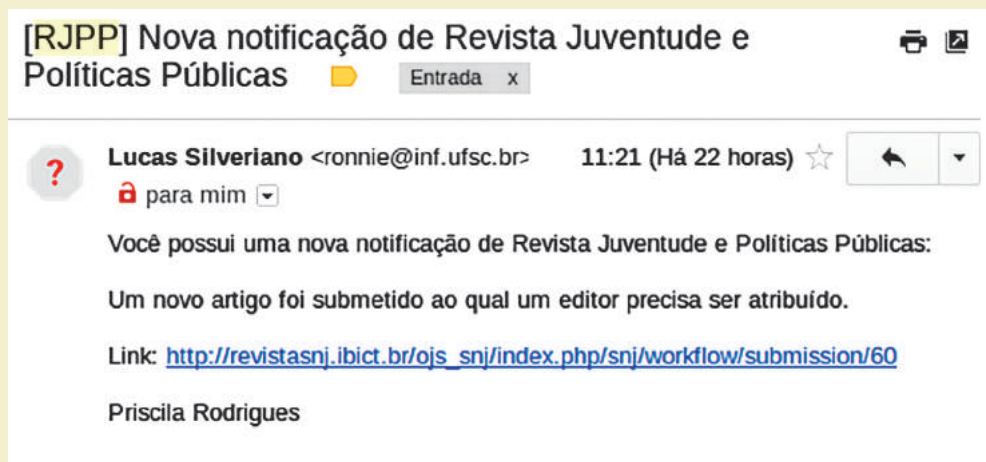 [RJPP] Nova notificação de Revista Juventude e
Políticas Públicas Entrada x
? Lucas Silveriano <ronnie@inf.ufsc.br> 11:21 (Há 22 horas)
para mim
Você possui uma nova notificação de Revista Juventude e Políticas Públicas:
Um novo artigo foi submetido ao qual um editor precisa ser atribuído.
Link: http://revistasnj.ibict.br/ojs_snj/index.php/snj/workflow/submission/60
Priscila Rodrigues